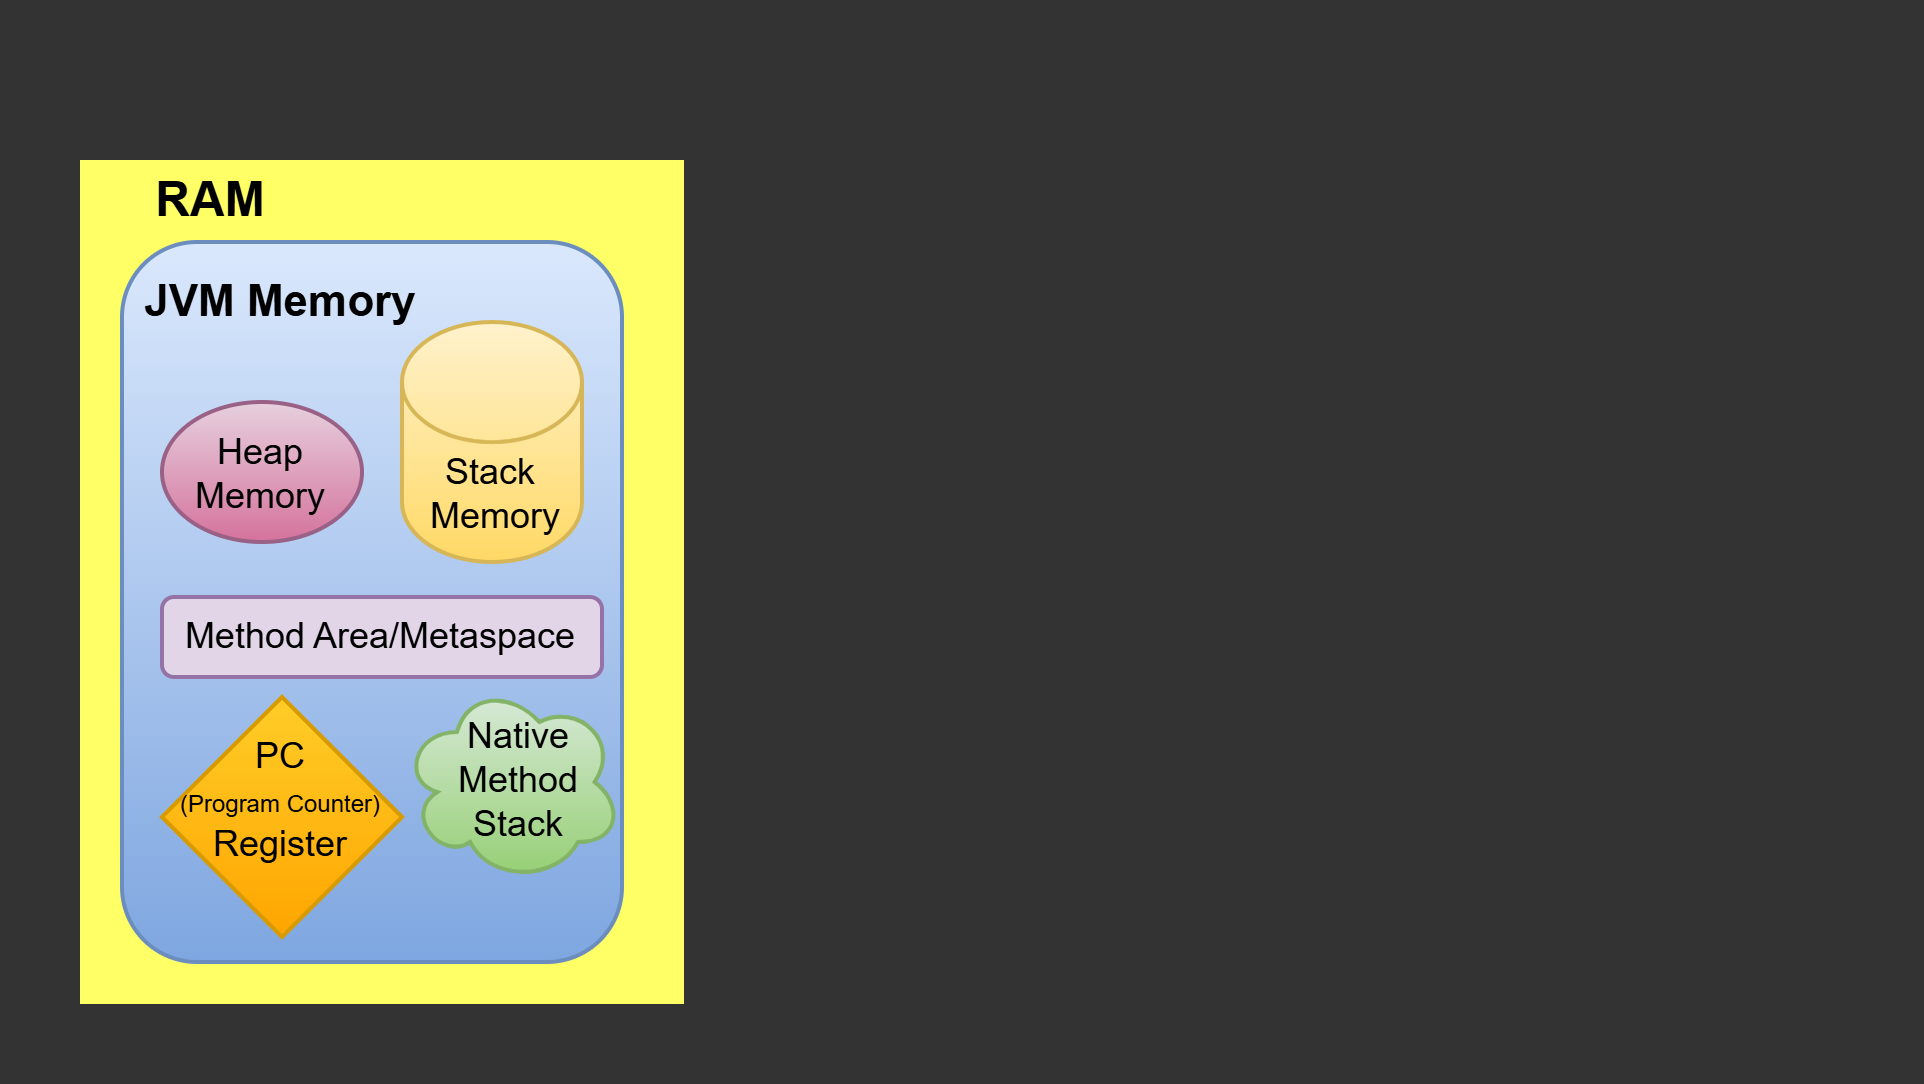 RAM
JVM Memory
Heap
Memory
Stack
Memory
Method Area/Metaspace
PC
(Program Counter)
Register
Native
Method
Stack